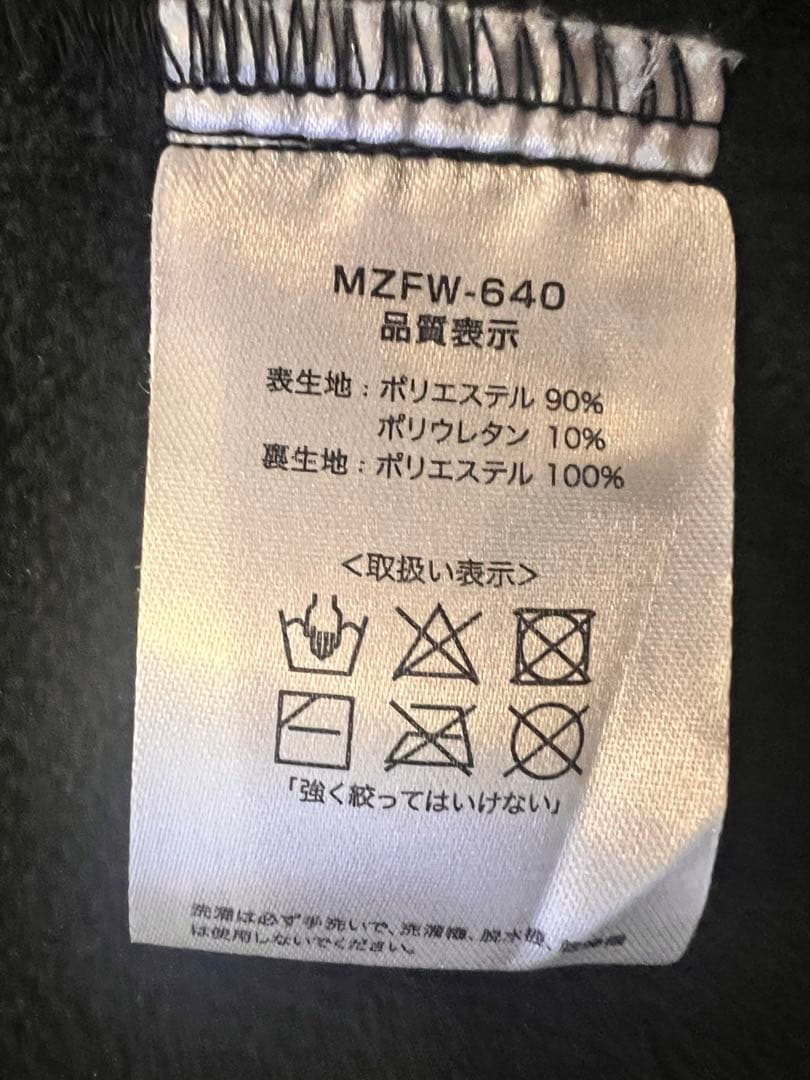 MZFW-640
品質表示
表生地：ポリエステル 90%
ポリウレタン 10%
裏生地：ポリエステル 100%
＜取扱い表示＞
「強く絞ってはいけない」
洗濯は必ず手洗いで、洗濯機、脱水機、
は使用しないでください。